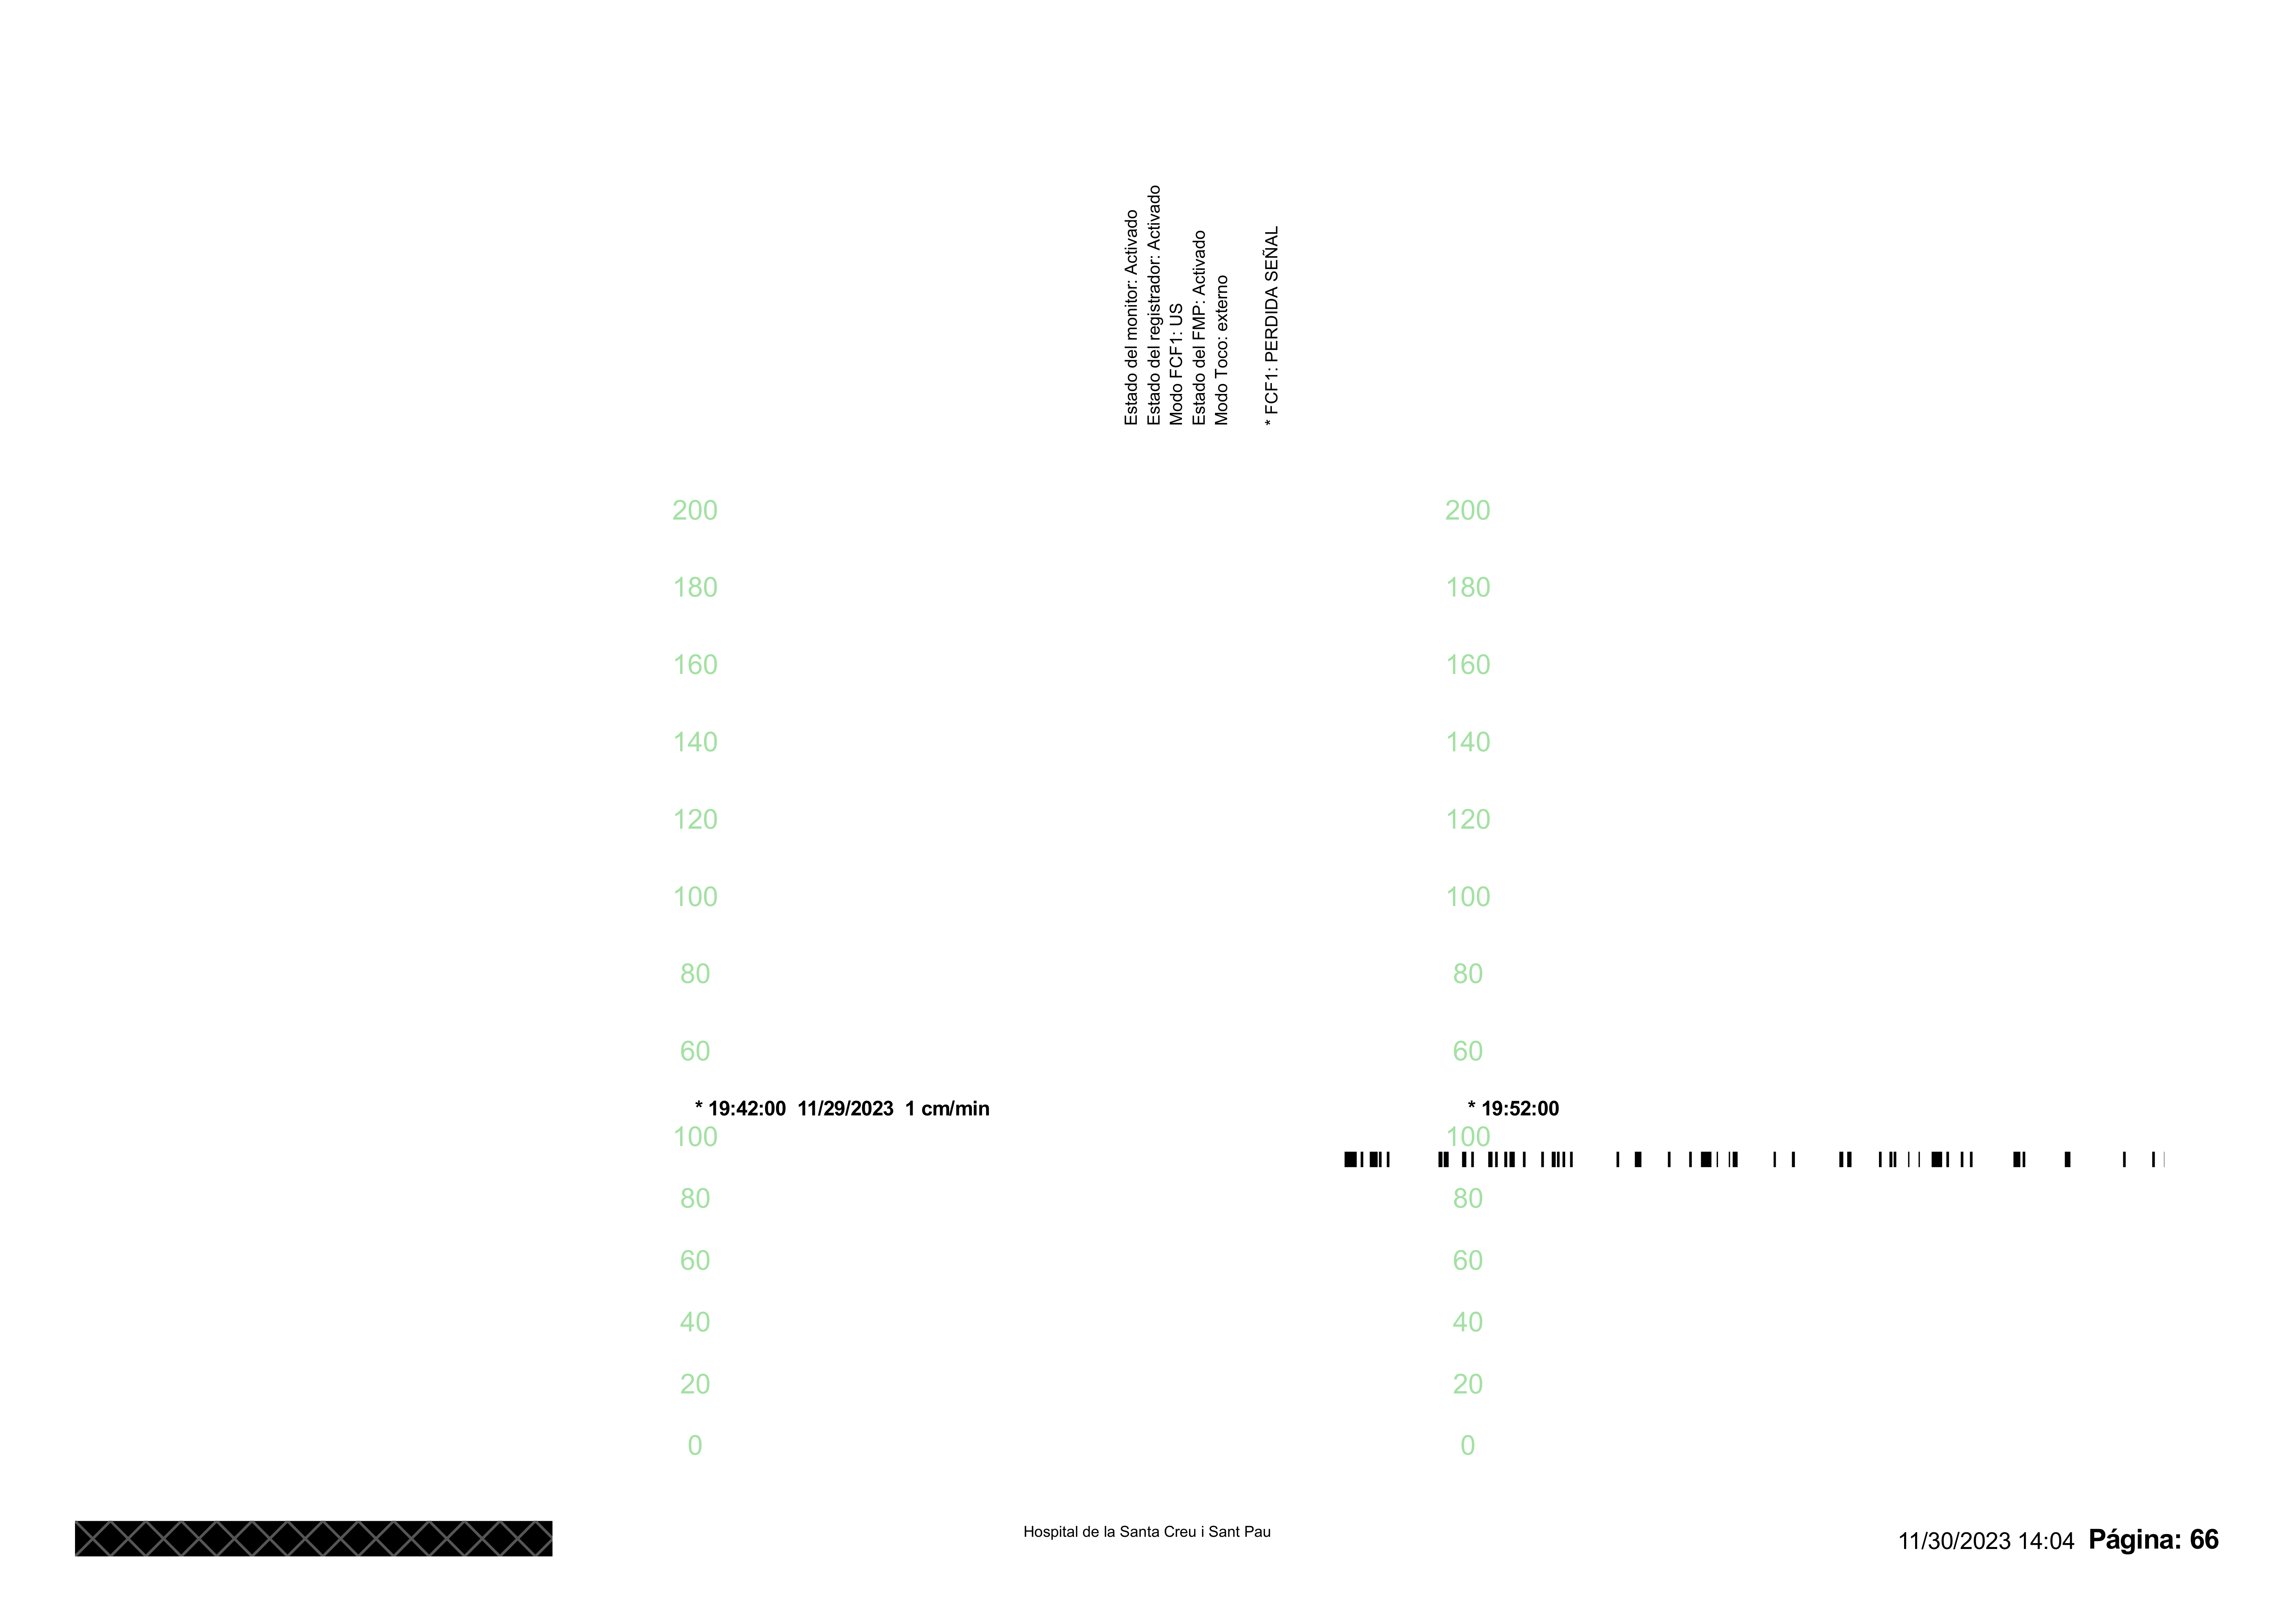 Estado del monitor: Activado
Estado del registrador: Activado
Modo FCF1: US
Estado del FMP: Activado
Modo Toco: externo
* FCF1: PERDIDA SEÑAL
200 200
180 180
160 160
140 140
120 120
100 100
80 80
60 60
* 19:42:00 11/29/2023 1 cm/min * 19:52:00
100 100
80 80
60 60
40 40
20 20
0 0
Hospital de la Santa Creu i Sant Pau
11/30/2023 14:04 Página: 66